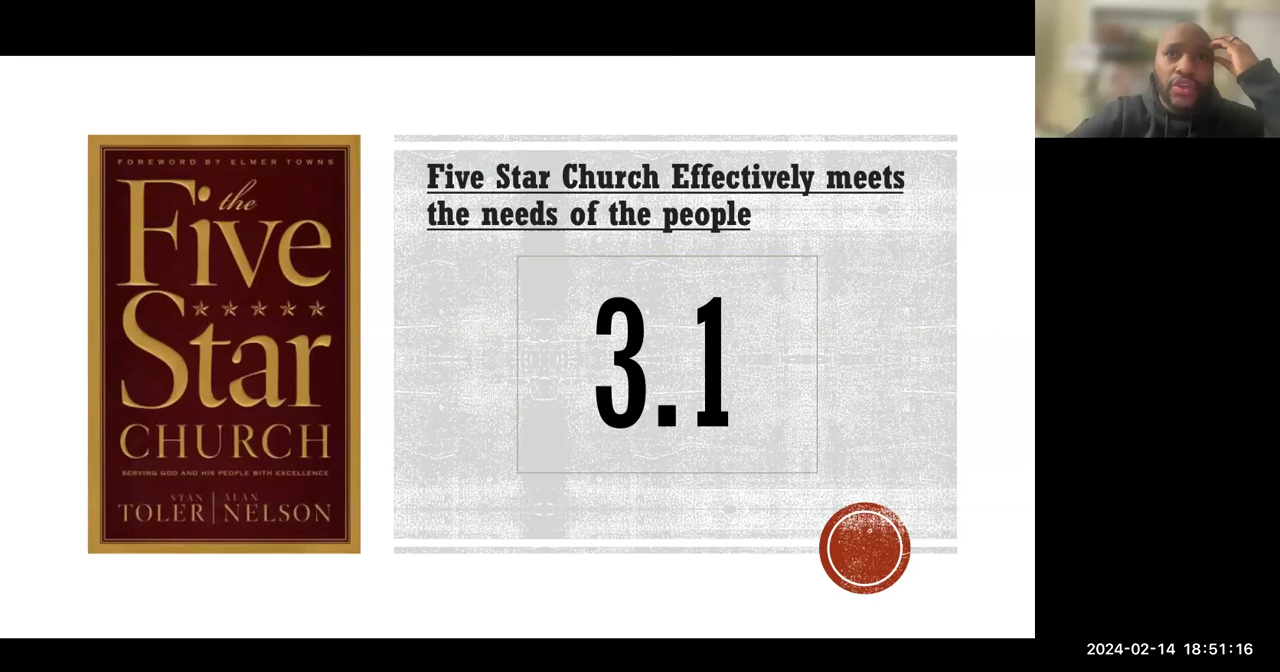 FOREWORD BY ELMER TOWNS
the
Five
Star
CHURCH
SERVING GOD AND HIS PEOPLE WITH EXCELLENCE
STAN ALAN
TOLER NELSON
Five Star Church Effectively meets
the needs of the people
3.1
2024-02-14 18:51:16